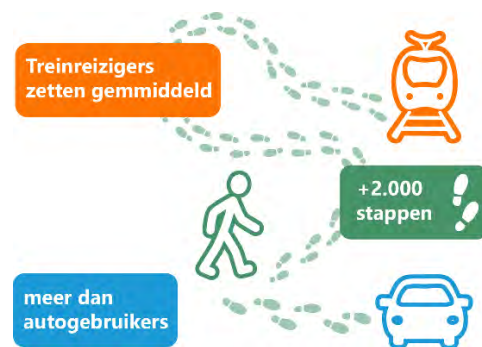 Treinreizigers
zetten gemmiddeld
+2.000
stappen
meer dan
autogebruikers